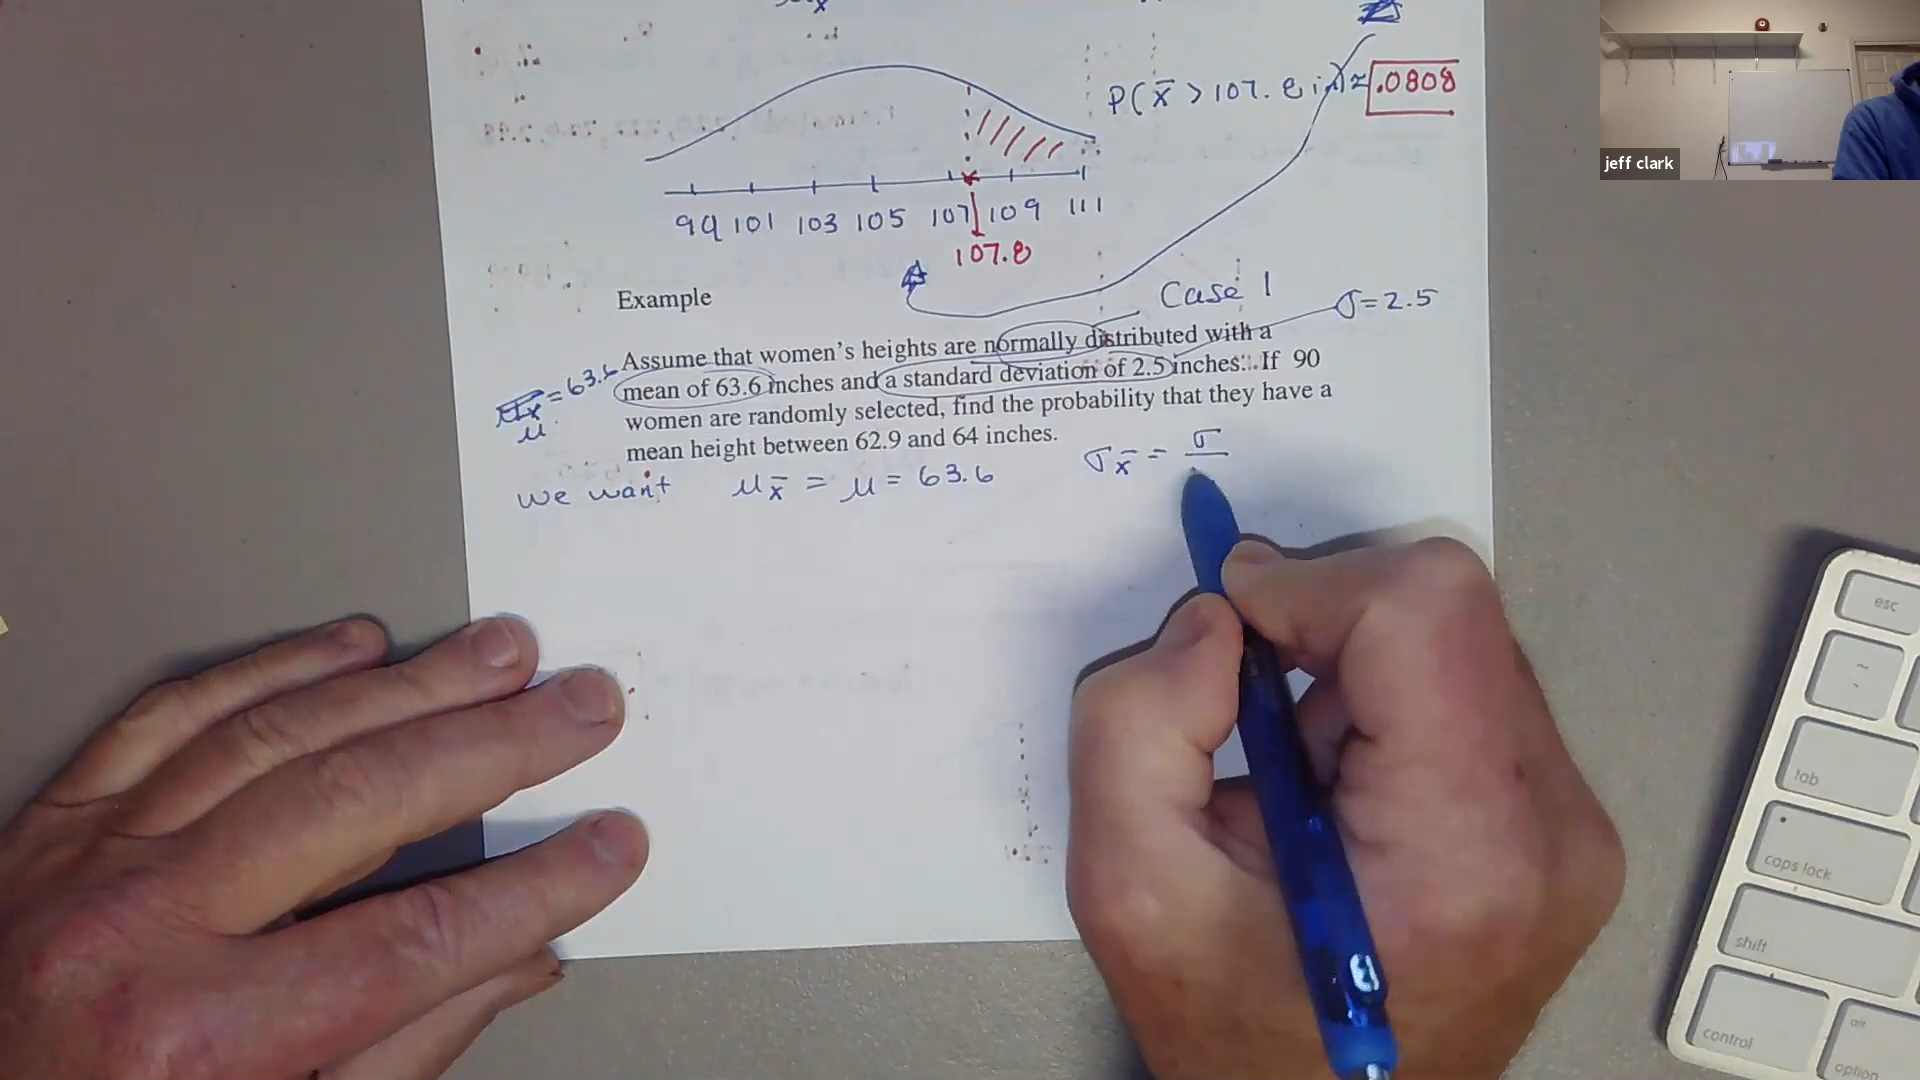 P(x̄ > 107.8 in) ≈ .0808
99 101 103 105 107 109 111
107.8
Example
Case 1
σ = 2.5
Assume that women's heights are normally distributed with a
mean of 63.6 inches and a standard deviation of 2.5 inches. If 90
women are randomly selected, find the probability that they have a
mean height between 62.9 and 64 inches.
= 63.6
μ
we want μx̄ = μ = 63.6
σx̄ = σ
jeff clark
esc
~
tab
caps lock
shift
control
alt
option